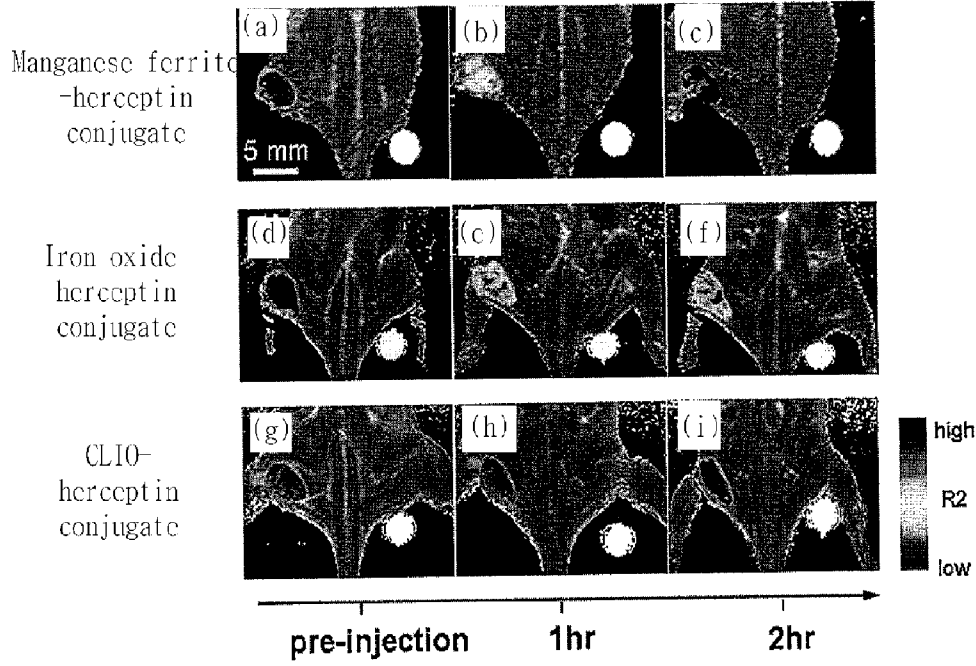 (a)
(b)
(c)
Manganese ferrite
-herceptin
conjugate
5 mm
(d)
(c)
(f)
Iron oxide
herceptin
conjugate
(g)
(h)
(i)
CLIO-
herceptin
conjugate
high
R2
low
pre-injection
1hr
2hr